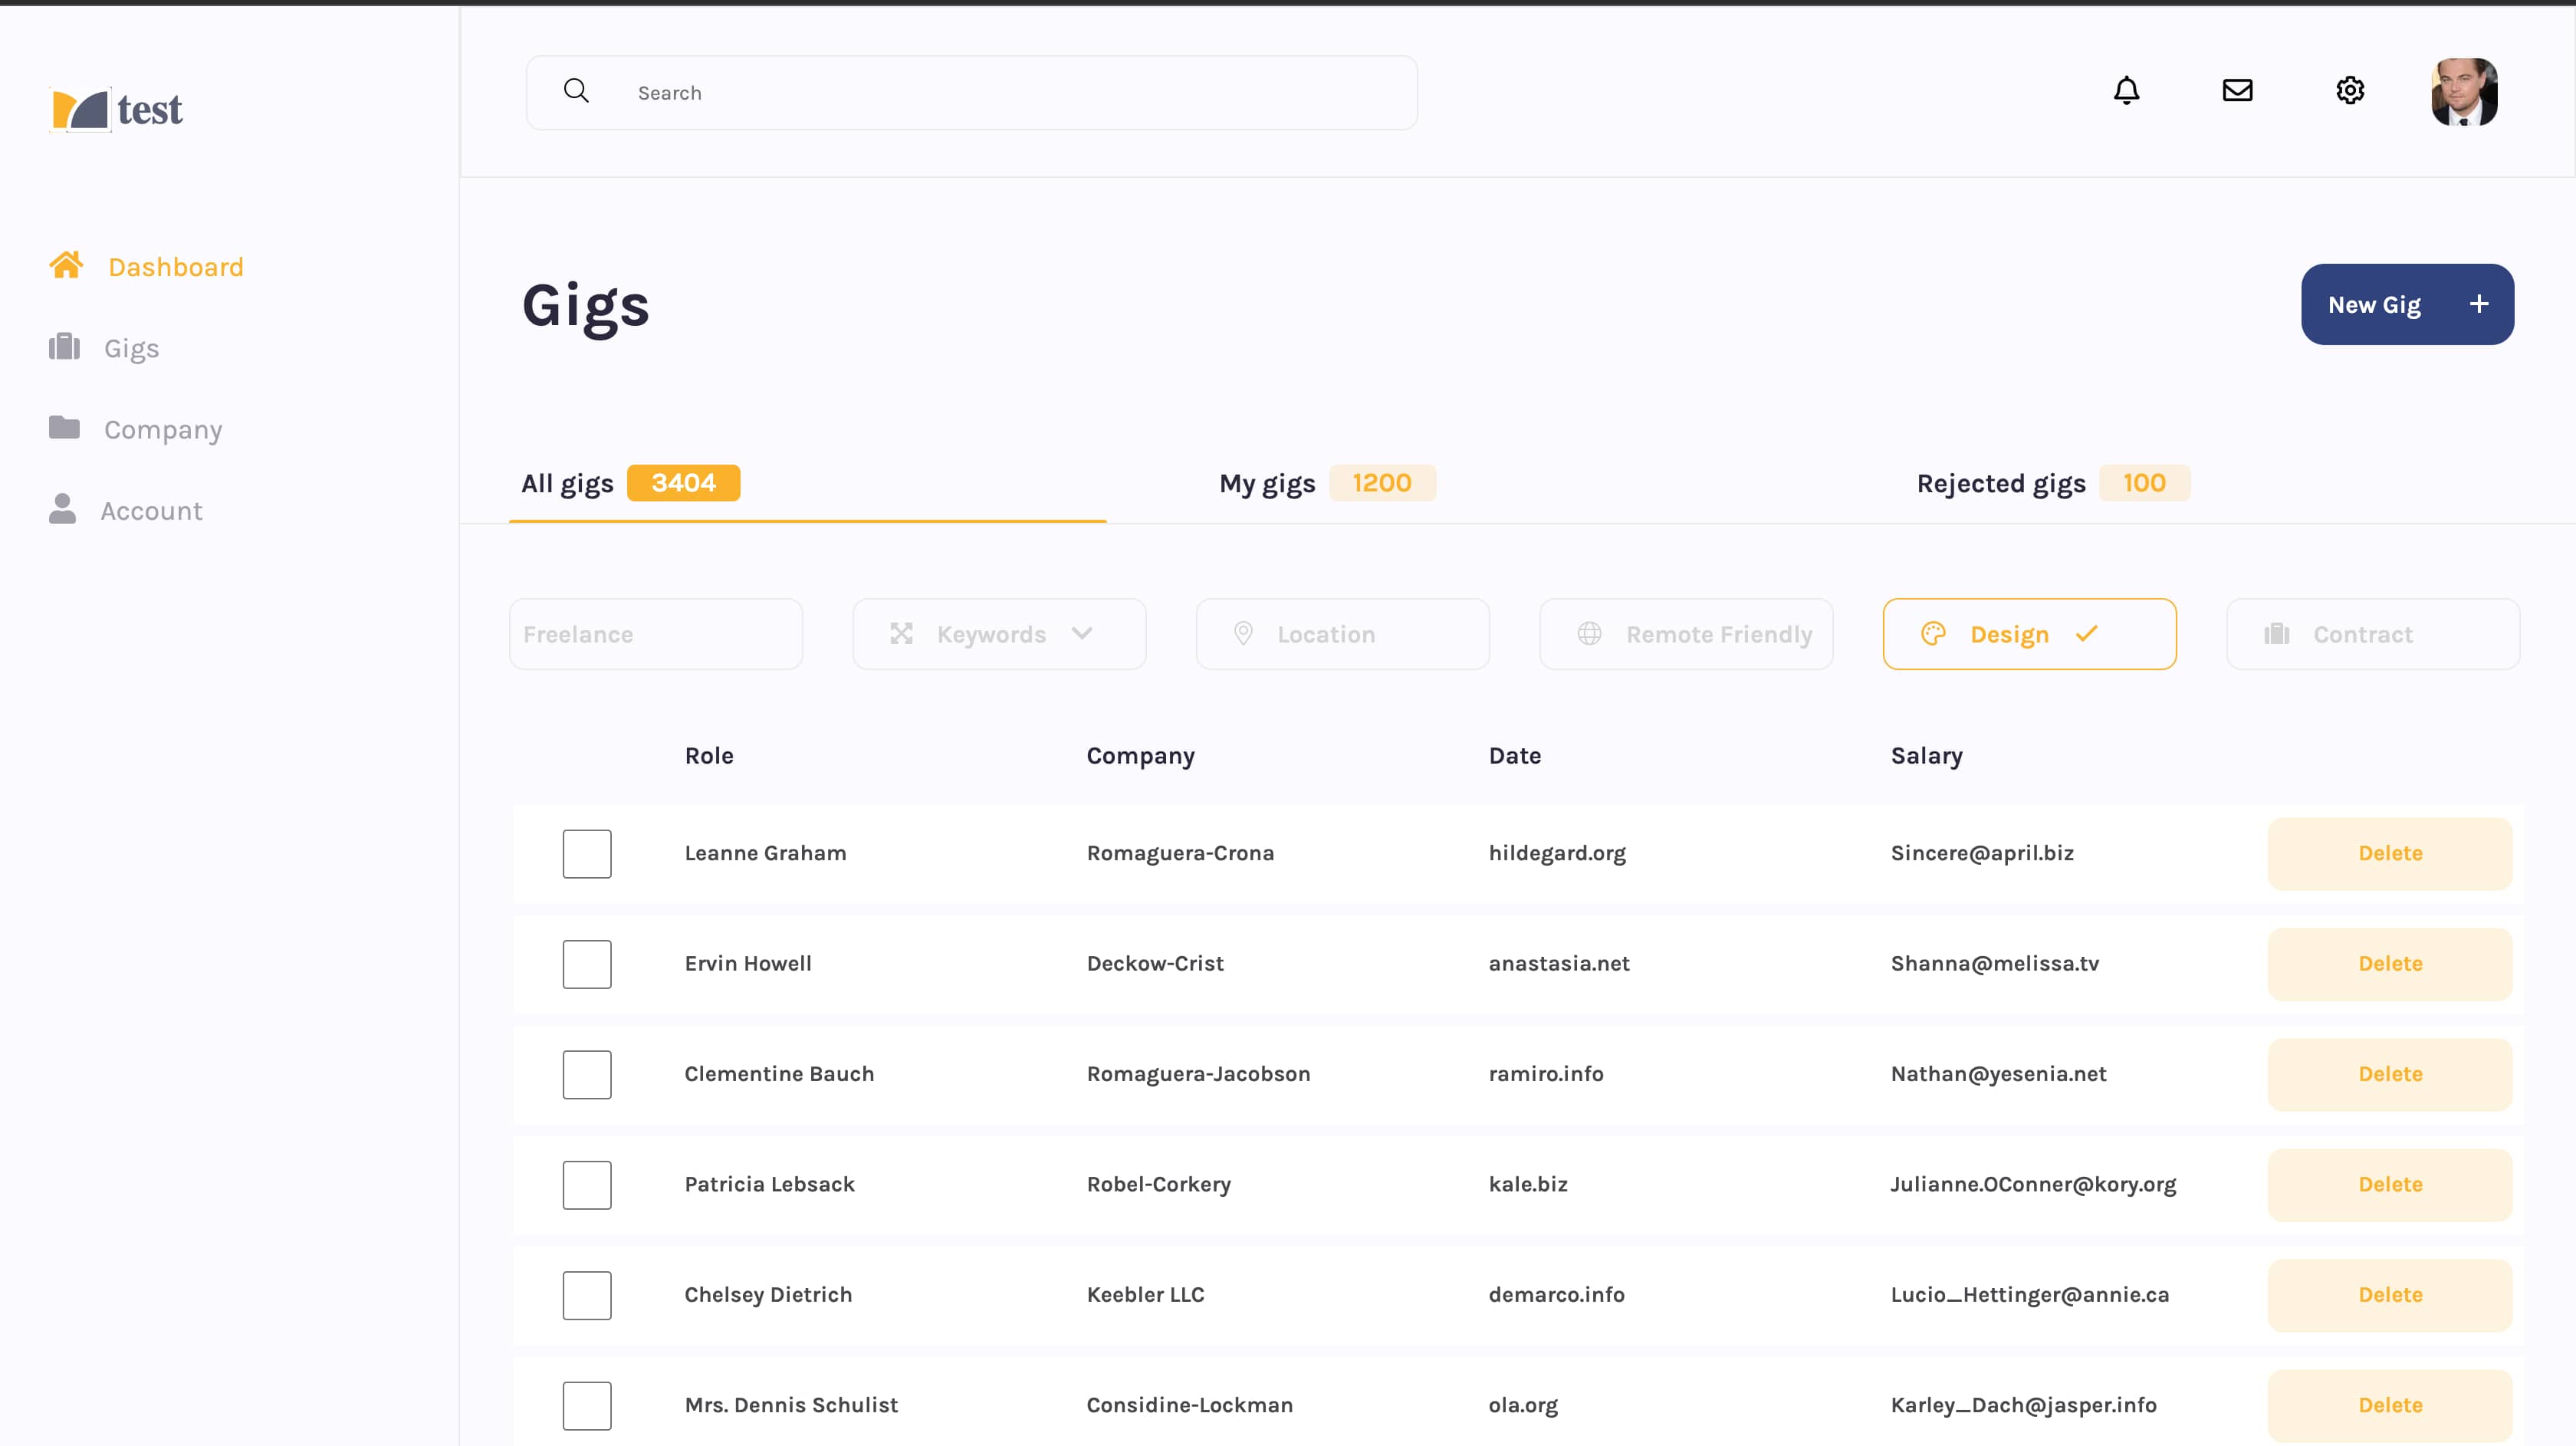 test
Search
Dashboard
Gigs
Company
Account
Gigs
New Gig +
All gigs 3404 My gigs 1200 Rejected gigs 100
Freelance Keywords Location Remote Friendly Design Contract
Role Company Date Salary
Leanne Graham Romaguera-Crona hildegard.org Sincere@april.biz Delete
Ervin Howell Deckow-Crist anastasia.net Shanna@melissa.tv Delete
Clementine Bauch Romaguera-Jacobson ramiro.info Nathan@yesenia.net Delete
Patricia Lebsack Robel-Corkery kale.biz Julianne.OConner@kory.org Delete
Chelsey Dietrich Keebler LLC demarco.info Lucio_Hettinger@annie.ca Delete
Mrs. Dennis Schulist Considine-Lockman ola.org Karley_Dach@jasper.info Delete